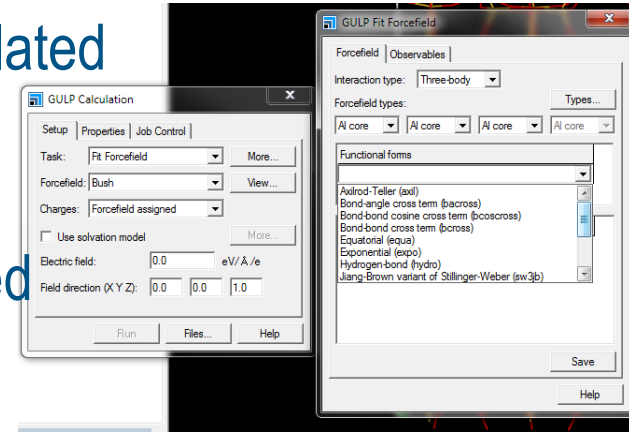 lated
ed
GULP Calculation
x
Setup Properties Job Control
Task: Fit Forcefield More...
Forcefield: Bush View...
Charges: Forcefield assigned
Use solvation model More...
Electric field: 0.0 eV/Å/e
Field direction (X Y Z): 0.0 0.0 1.0
Run Files... Help
GULP Fit Forcefield
x
Forcefield Observables
Interaction type: Three-body
Forcefield types: Types...
Al core Al core Al core Al core
Functional forms
Axilrod-Teller (axil)
Bond-angle cross term (bacross)
Bond-bond cosine cross term (bcoscross)
Bond-bond cross term (bcross)
Equatorial (equa)
Exponential (expo)
Hydrogen-bond (hydro)
Jiang-Brown variant of Stillinger-Weber (sw3jb)
Save
Help